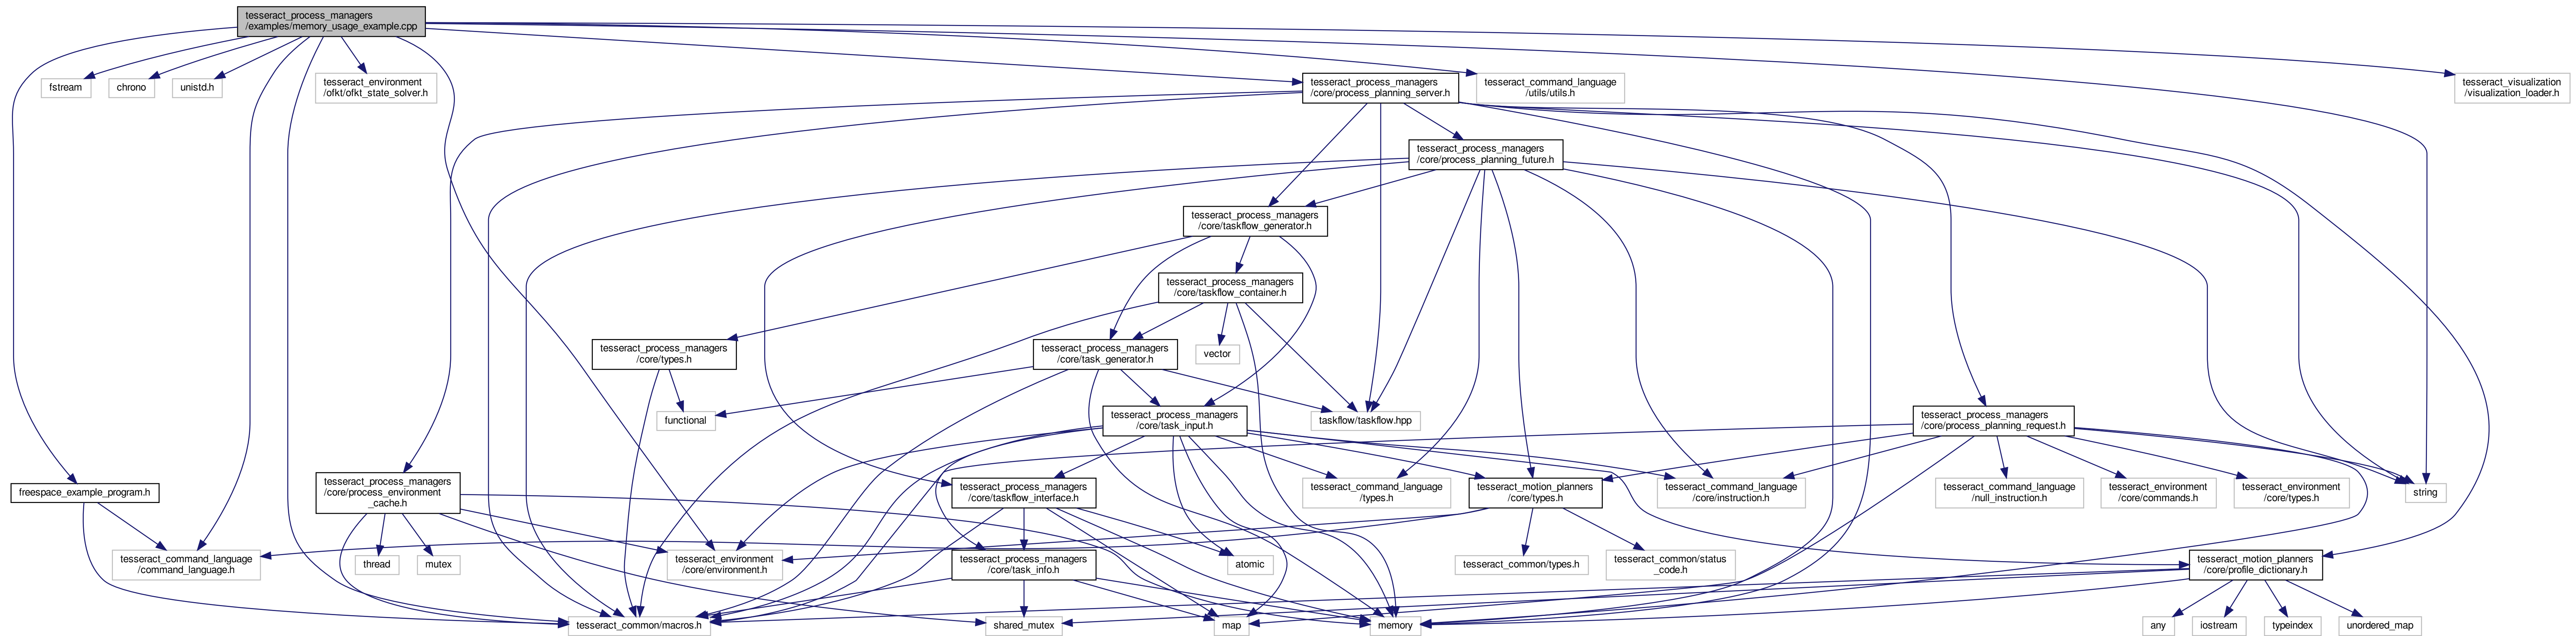 tesseract_process_managers
/examples/memory_usage_example.cpp
fstream
chrono
unistd.h
tesseract_environment
/ofkt/ofkt_state_solver.h
tesseract_process_managers
/core/process_planning_server.h
tesseract_command_language
/utils/utils.h
tesseract_visualization
/visualization_loader.h
tesseract_process_managers
/core/process_planning_future.h
tesseract_process_managers
/core/taskflow_generator.h
tesseract_process_managers
/core/taskflow_container.h
tesseract_process_managers
/core/types.h
tesseract_process_managers
/core/task_generator.h
vector
functional
tesseract_process_managers
/core/task_input.h
taskflow/taskflow.hpp
tesseract_process_managers
/core/process_planning_request.h
freespace_example_program.h
tesseract_process_managers
/core/process_environment
_cache.h
tesseract_process_managers
/core/taskflow_interface.h
tesseract_command_language
/types.h
tesseract_motion_planners
/core/types.h
tesseract_command_language
/core/instruction.h
tesseract_command_language
/null_instruction.h
tesseract_environment
/core/commands.h
tesseract_environment
/core/types.h
string
tesseract_command_language
/command_language.h
thread
mutex
tesseract_environment
/core/environment.h
tesseract_process_managers
/core/task_info.h
atomic
tesseract_common/types.h
tesseract_common/status
_code.h
tesseract_motion_planners
/core/profile_dictionary.h
tesseract_common/macros.h
shared_mutex
map
memory
any
iostream
typeindex
unordered_map